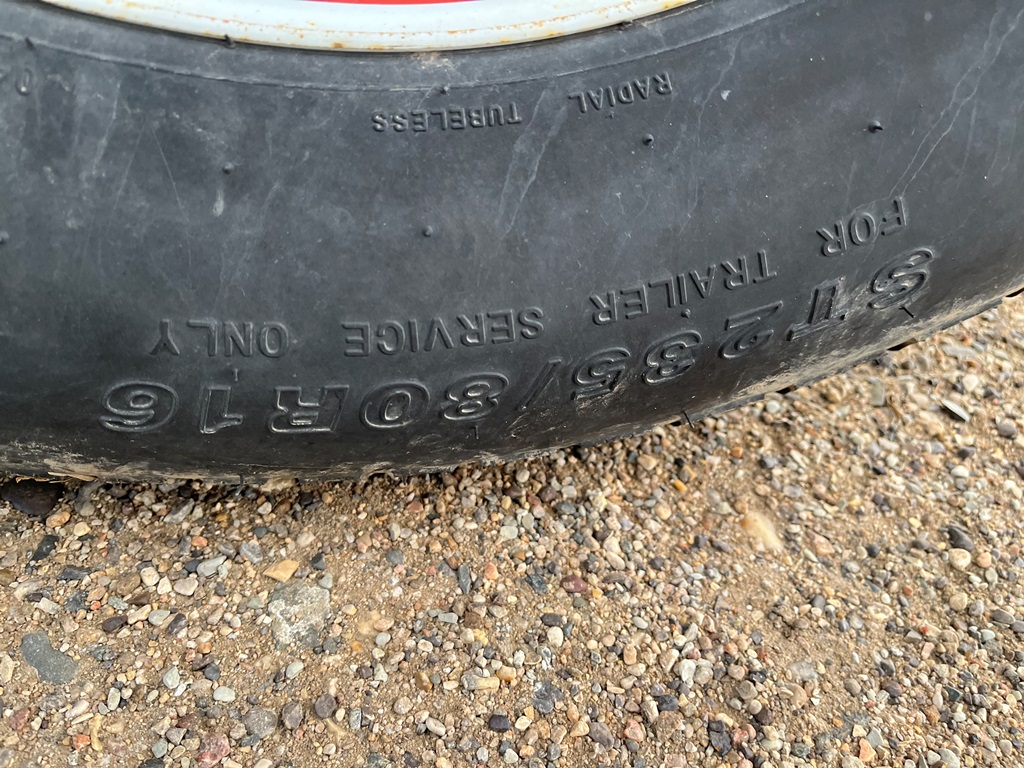 ST235/80R16
FOR TRAILER SERVICE ONLY
RADIAL TUBELESS